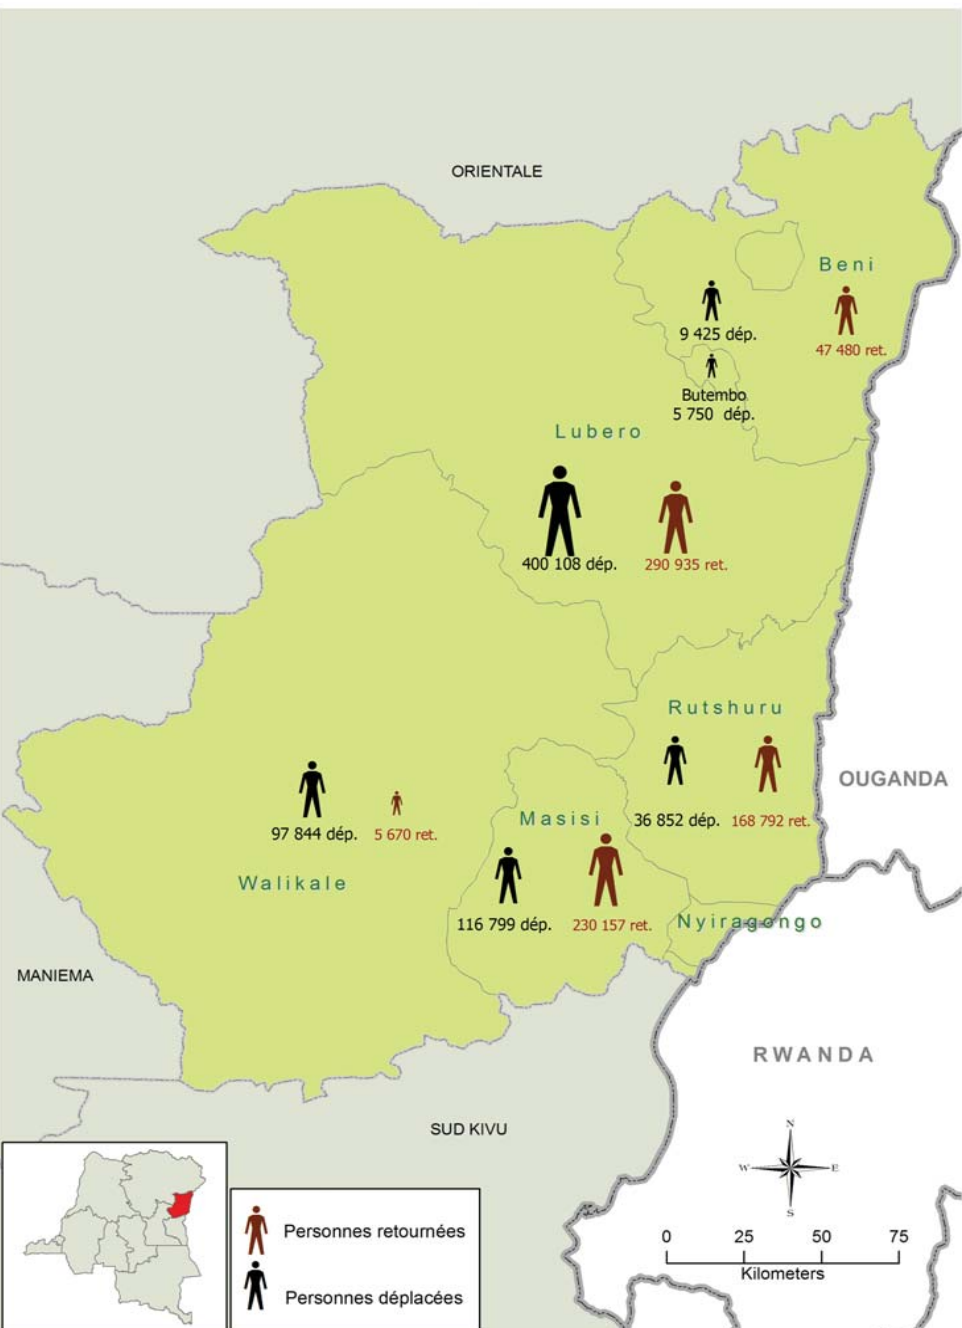 ORIENTALE
Beni
9 425 dép.
47 480 ret.
Butembo
5 750 dép.
Lubero
400 108 dép.
290 935 ret.
Rutshuru
OUGANDA
36 852 dép.
168 792 ret.
97 844 dép.
5 670 ret.
Masisi
Walikale
116 799 dép.
230 157 ret.
Nyiragongo
MANIEMA
RWANDA
SUD KIVU
N
W
E
S
Personnes retournées
Personnes déplacées
0 25 50 75
Kilometers